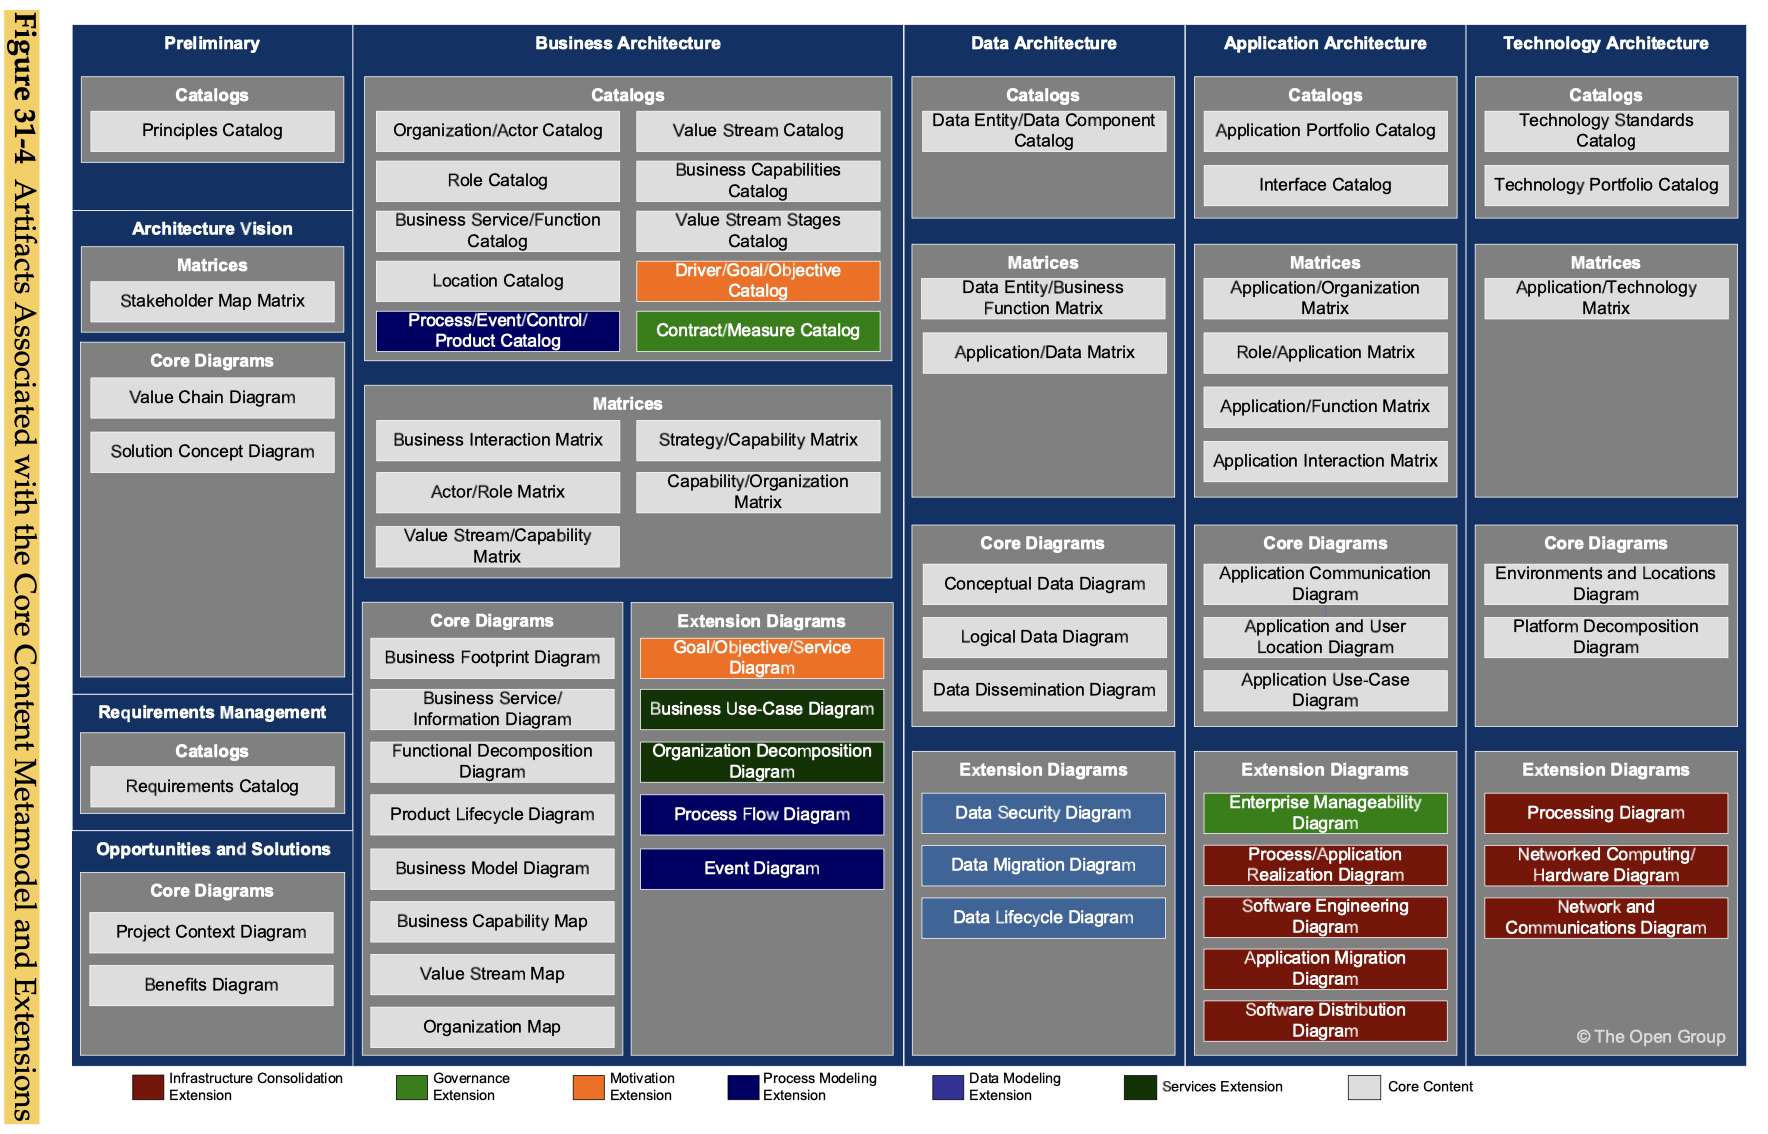 Figure 31-4 Artifacts Associated with the Core Content Metamodel and Extensions
Preliminary
Catalogs
Principles Catalog
Architecture Vision
Matrices
Stakeholder Map Matrix
Core Diagrams
Value Chain Diagram
Solution Concept Diagram
Requirements Management
Catalogs
Requirements Catalog
Opportunities and Solutions
Core Diagrams
Project Context Diagram
Benefits Diagram
Business Architecture
Catalogs
Organization/Actor Catalog
Role Catalog
Business Service/Function
Catalog
Location Catalog
Process/Event/Control/
Product Catalog
Value Stream Catalog
Business Capabilities
Catalog
Value Stream Stages
Catalog
Driver/Goal/Objective
Catalog
Contract/Measure Catalog
Matrices
Business Interaction Matrix
Actor/Role Matrix
Value Stream/Capability
Matrix
Strategy/Capability Matrix
Capability/Organization
Matrix
Core Diagrams
Business Footprint Diagram
Business Service/
Information Diagram
Functional Decomposition
Diagram
Product Lifecycle Diagram
Business Model Diagram
Business Capability Map
Value Stream Map
Organization Map
Extension Diagrams
Goal/Objective/Service
Diagram
Business Use-Case Diagram
Organization Decomposition
Diagram
Process Flow Diagram
Event Diagram
Data Architecture
Catalogs
Data Entity/Data Component
Catalog
Matrices
Data Entity/Business
Function Matrix
Application/Data Matrix
Core Diagrams
Conceptual Data Diagram
Logical Data Diagram
Data Dissemination Diagram
Extension Diagrams
Data Security Diagram
Data Migration Diagram
Data Lifecycle Diagram
Application Architecture
Catalogs
Application Portfolio Catalog
Interface Catalog
Matrices
Application/Organization
Matrix
Role/Application Matrix
Application/Function Matrix
Application Interaction Matrix
Core Diagrams
Application Communication
Diagram
Application and User
Location Diagram
Application Use-Case
Diagram
Extension Diagrams
Enterprise Manageability
Diagram
Process/Application
Realization Diagram
Software Engineering
Diagram
Application Migration
Diagram
Software Distribution
Diagram
Technology Architecture
Catalogs
Technology Standards
Catalog
Technology Portfolio Catalog
Matrices
Application/Technology
Matrix
Core Diagrams
Environments and Locations
Diagram
Platform Decomposition
Diagram
Extension Diagrams
Processing Diagram
Networked Computing/
Hardware Diagram
Network and
Communications Diagram
© The Open Group
Infrastructure Consolidation
Extension
Governance
Extension
Motivation
Extension
Process Modeling
Extension
Data Modeling
Extension
Services Extension
Core Content